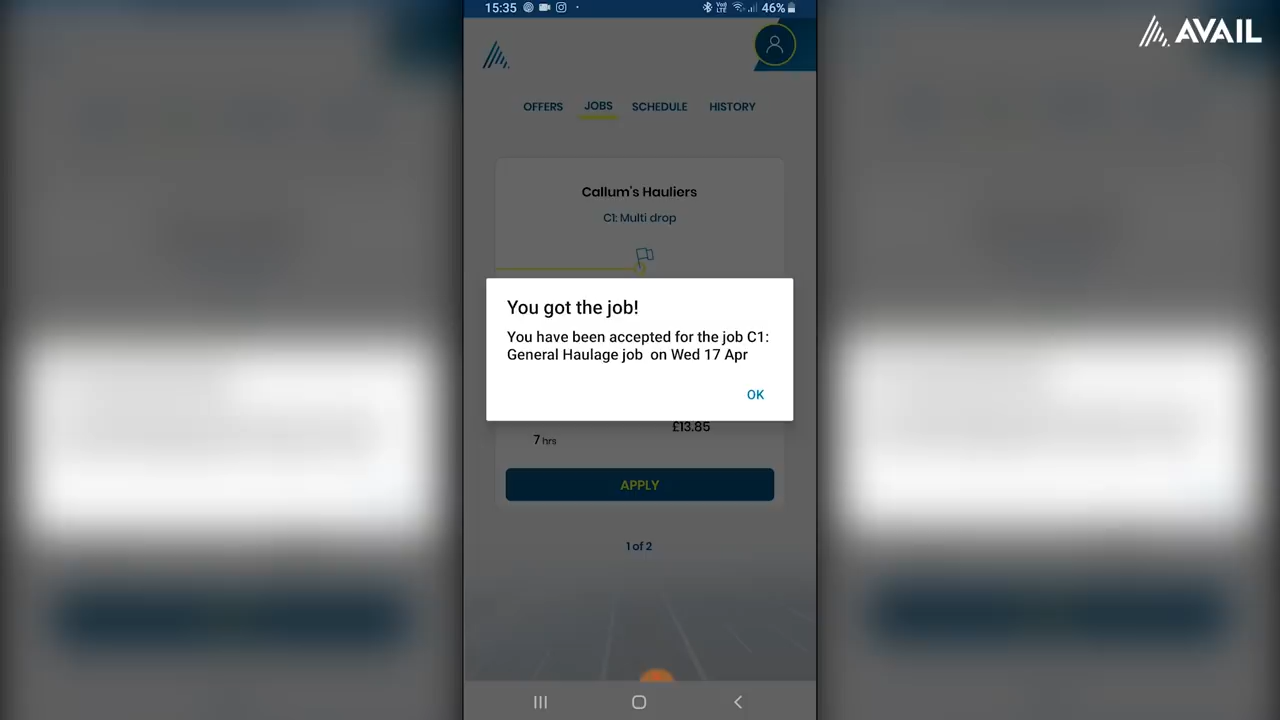 15:35
46%
AVAIL
OFFERS JOBS SCHEDULE HISTORY
Callum's Hauliers
C1: Multi drop
You got the job!
You have been accepted for the job C1:
General Haulage job on Wed 17 Apr
OK
£13.85
7 hrs
APPLY
1 of 2